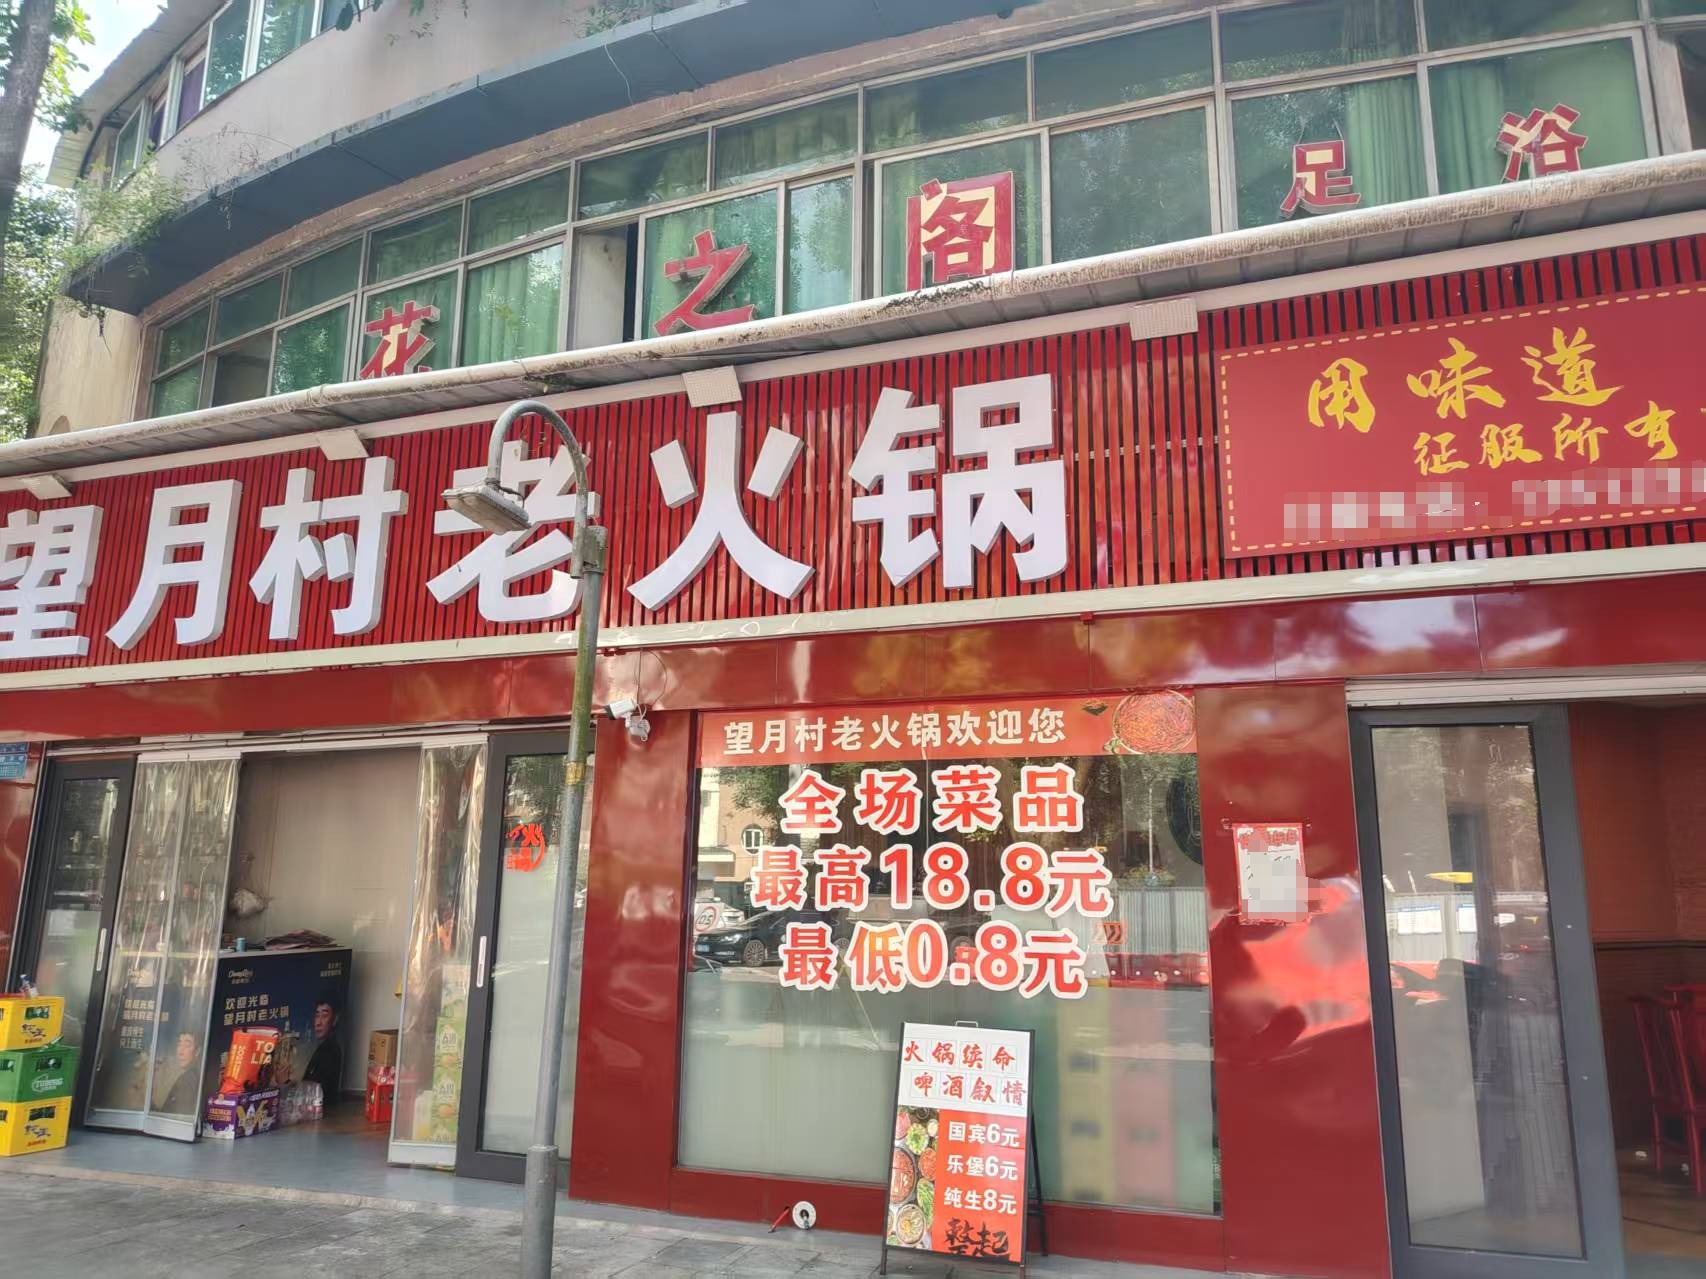 花之阁 足浴
望月村老火锅
用味道
征服所有
望月村老火锅欢迎您
全场菜品
最高18.8元
最低0.8元
欢迎光临
望月村老火锅
TO
LIA
TUBORG
火锅续命
啤酒叙情
国宾6元
乐堡6元
纯生8元
整起